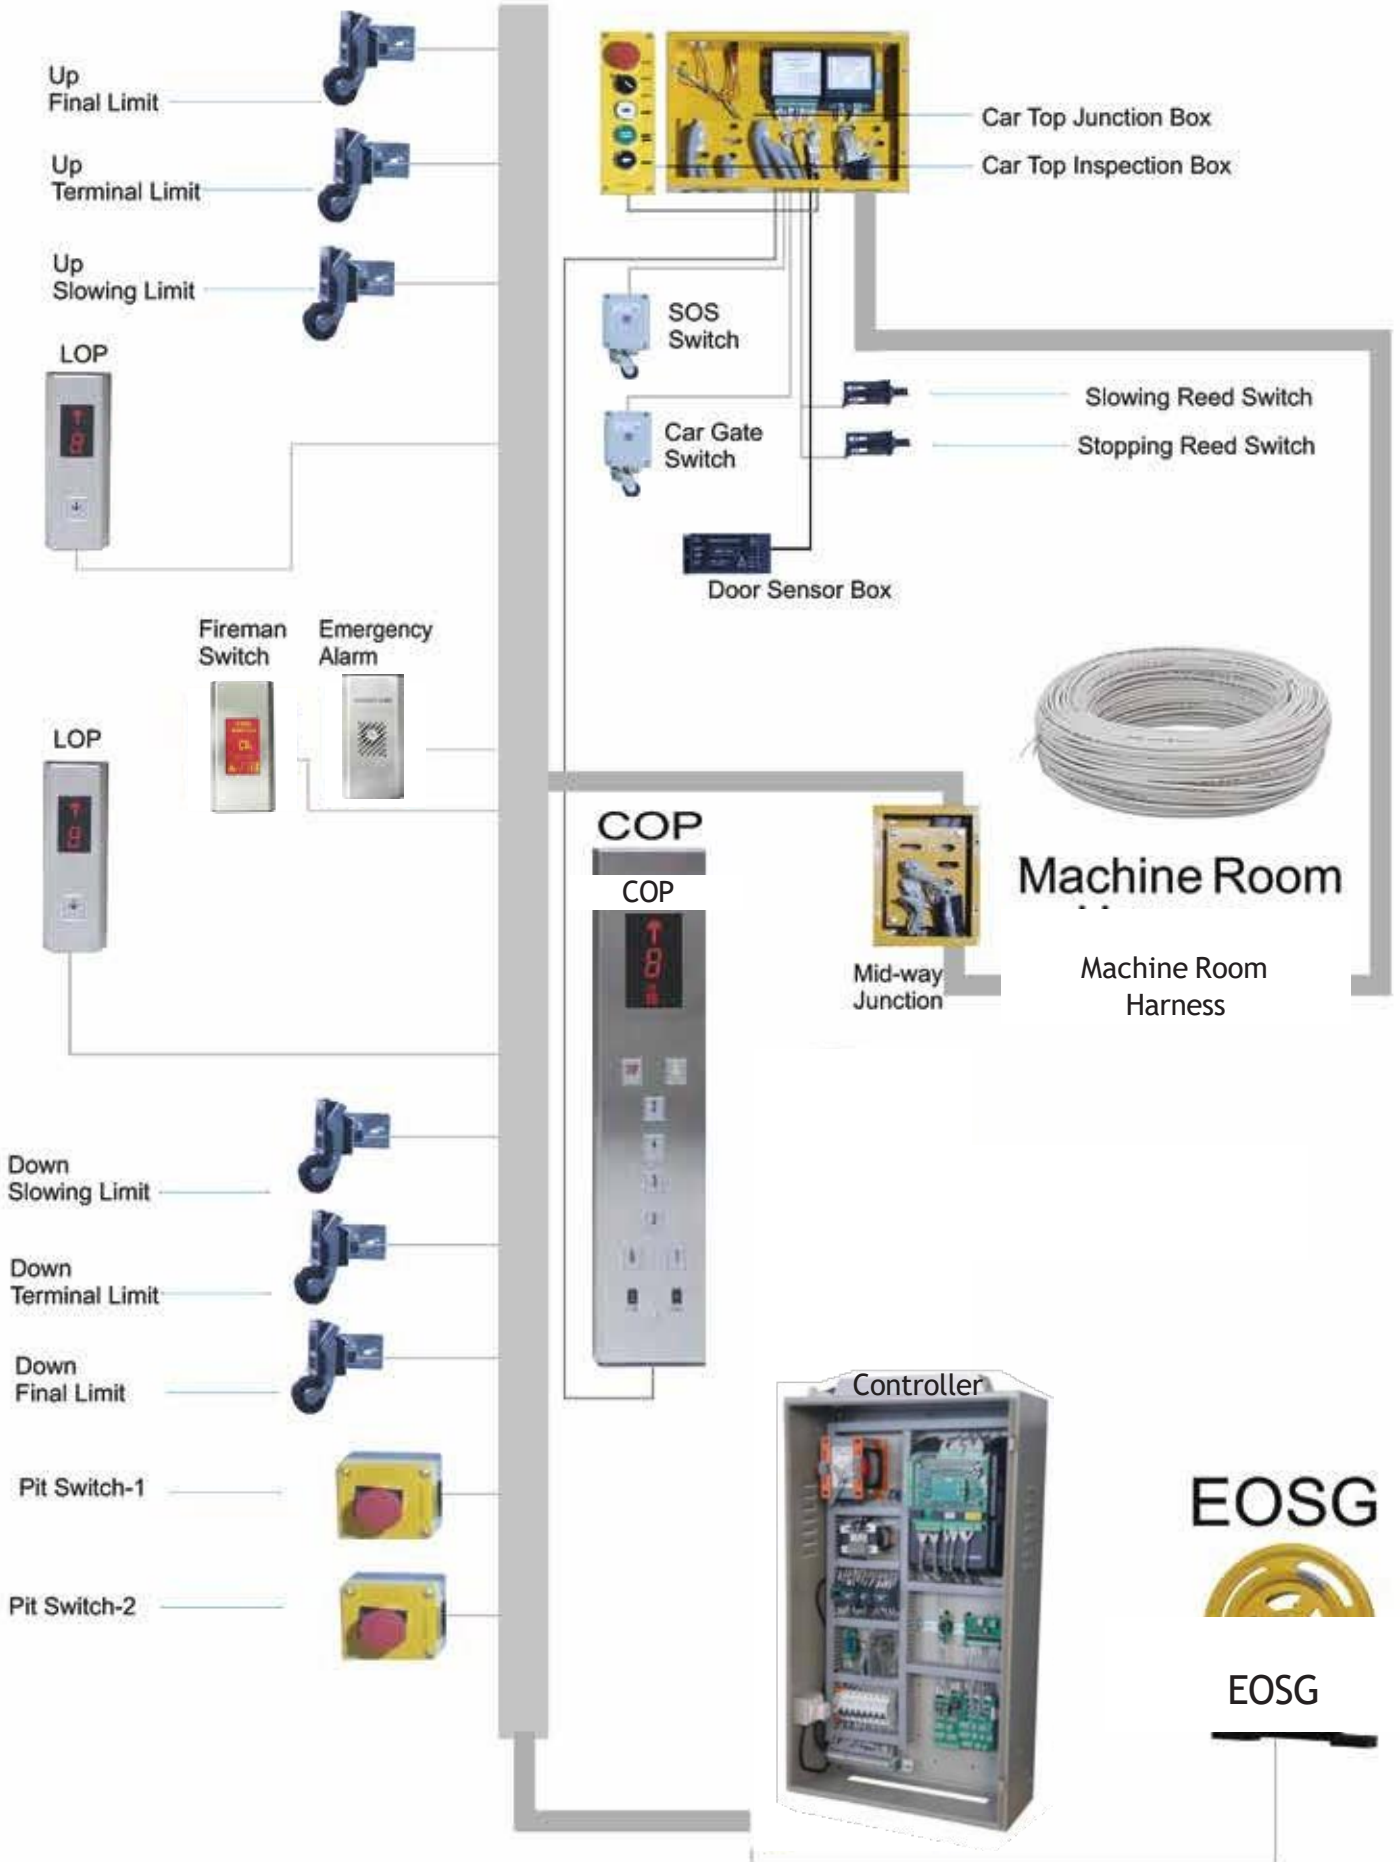 Up
Final Limit
Up
Terminal Limit
Up
Slowing Limit
LOP
Car Top Junction Box
Car Top Inspection Box
SOS
Switch
Car Gate
Switch
Slowing Reed Switch
Stopping Reed Switch
Door Sensor Box
Fireman
Switch
Emergency
Alarm
LOP
COP
COP
Machine Room
Machine Room
Harness
Mid-way
Junction
Down
Slowing Limit
Down
Terminal Limit
Down
Final Limit
Pit Switch-1
Pit Switch-2
Controller
EOSG
EOSG